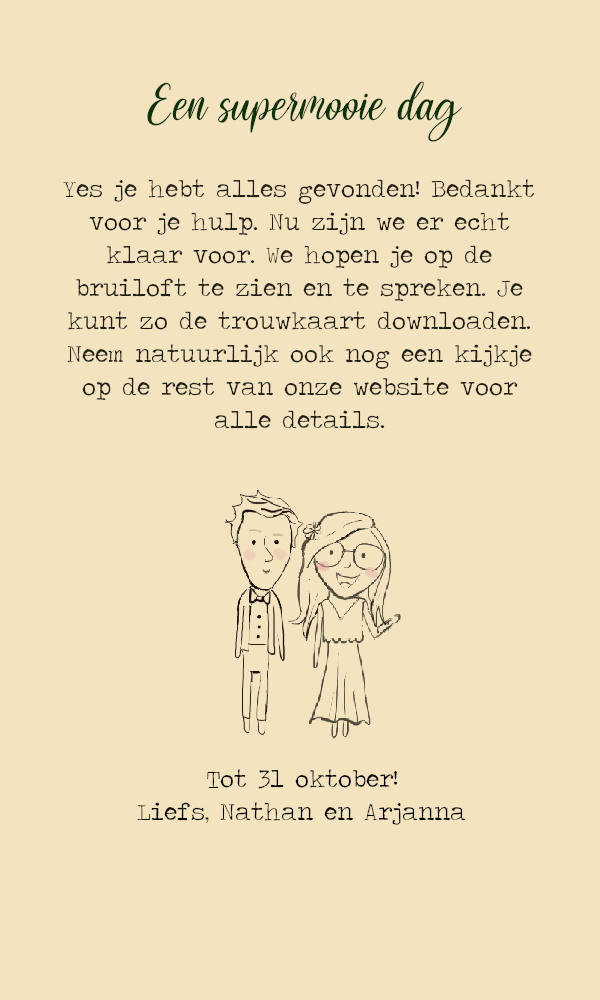 Een supermooie dag
Yes je hebt alles gevonden! Bedankt
voor je hulp. Nu zijn we er echt
klaar voor. We hopen je op de
bruiloft te zien en te spreken. Je
kunt zo de trouwkaart downloaden.
Neem natuurlijk ook nog een kijkje
op de rest van onze website voor
alle details.
Tot 31 oktober!
Liefs, Nathan en Arjanna